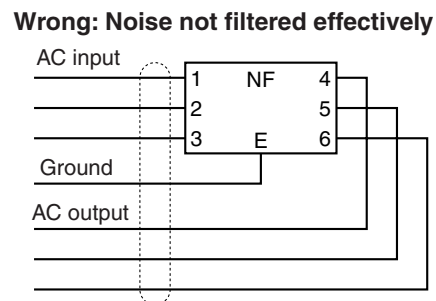 Wrong: Noise not filtered effectively
AC input
1 NF 4
2 5
3 E 6
Ground
AC output